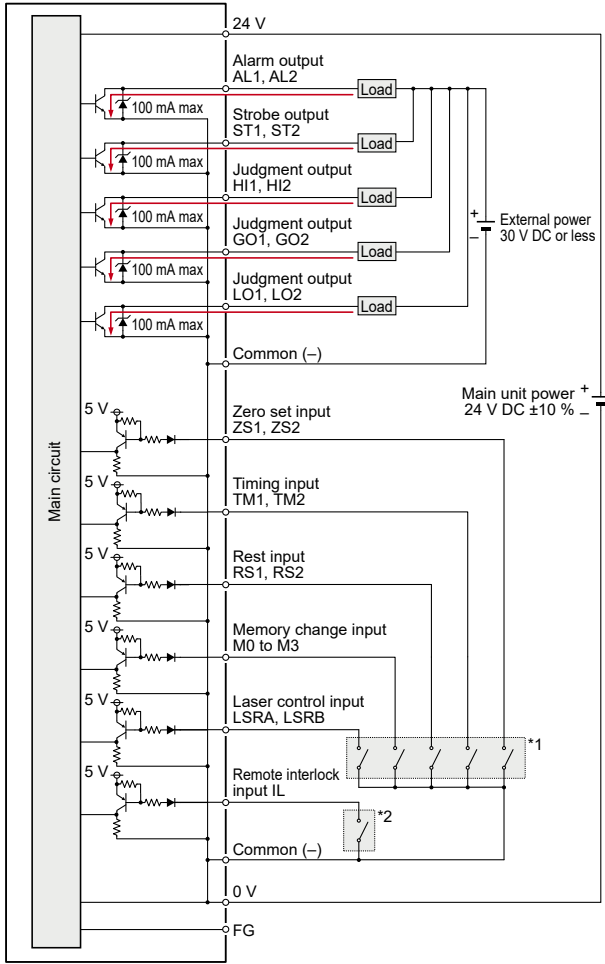 24 V
Alarm output
AL1, AL2
Load
100 mA max
Strobe output
ST1, ST2
Load
100 mA max
Judgment output
HI1, HI2
Load
100 mA max
+
External power
30 V DC or less
–
Judgment output
GO1, GO2
Load
100 mA max
Judgment output
LO1, LO2
Load
100 mA max
Common (–)
Main unit power +
24 V DC ±10 % –
Main circuit
5 V
Zero set input
ZS1, ZS2
5 V
Timing input
TM1, TM2
5 V
Rest input
RS1, RS2
5 V
Memory change input
M0 to M3
5 V
Laser control input
LSRA, LSRB
*1
5 V
Remote interlock
input IL
*2
Common (–)
0 V
FG